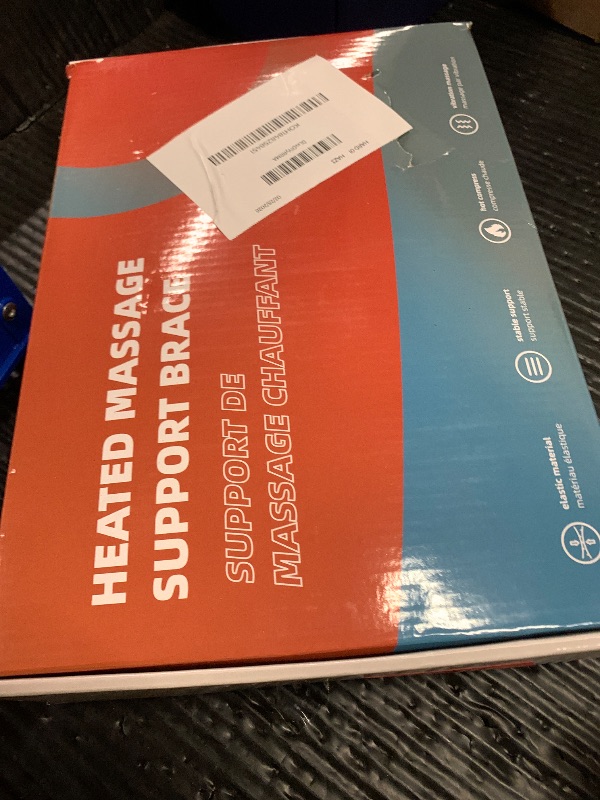 HEATED MASSAGE
SUPPORT BRACE
SUPPORT DE
MASSAGE CHAUFFANT
elastic material
matériau élastique
stable support
support stable
hot compress
compresse chaude
vibration massage
massage par vibration